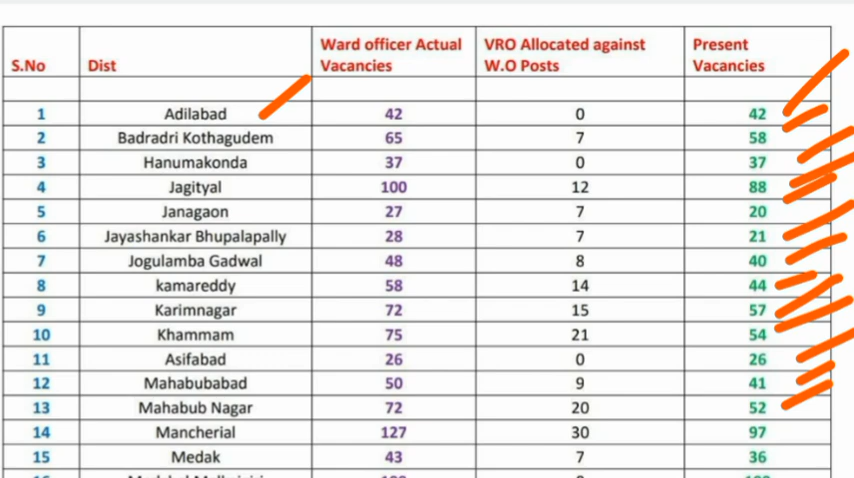 S.No Dist Ward officer Actual Vacancies VRO Allocated against W.O Posts Present Vacancies
1 Adilabad 42 0 42
2 Badradri Kothagudem 65 7 58
3 Hanumakonda 37 0 37
4 Jagityal 100 12 88
5 Janagaon 27 7 20
6 Jayashankar Bhupalapally 28 7 21
7 Jogulamba Gadwal 48 8 40
8 kamareddy 58 14 44
9 Karimnagar 72 15 57
10 Khammam 75 21 54
11 Asifabad 26 0 26
12 Mahabubabad 50 9 41
13 Mahabub Nagar 72 20 52
14 Mancherial 127 30 97
15 Medak 43 7 36